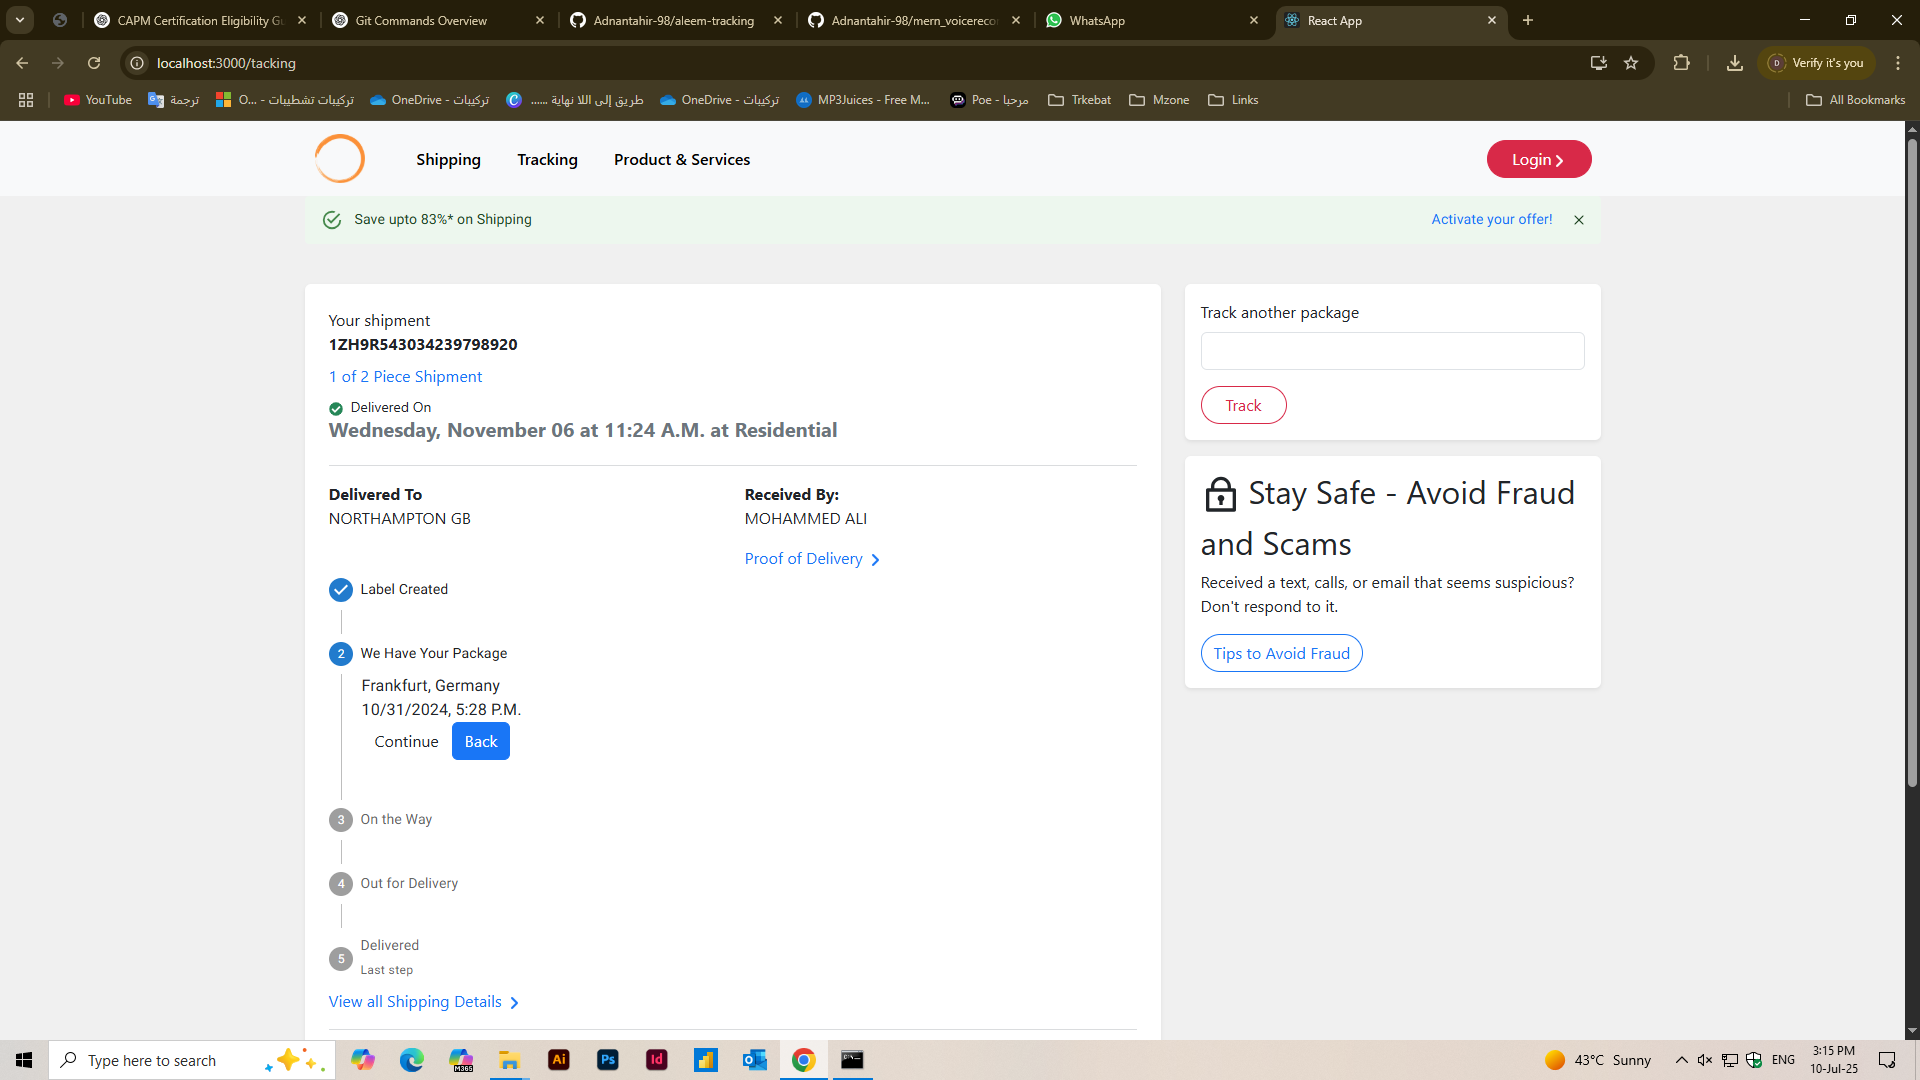 CAPM Certification Eligibility Gu
Git Commands Overview
Adnantahir-98/aleem-tracking
Adnantahir-98/mern_voicereco
WhatsApp
React App
localhost:3000/tacking
Verify it's you
YouTube
ترجمة
تركيبات تشطيبات - O...
OneDrive - تركيبات
طريق إلى اللا نهاية ......
OneDrive - تركيبات
MP3Juices - Free M...
Poe - مرحبا
Trkebat
Mzone
Links
All Bookmarks
Shipping
Tracking
Product & Services
Login
Save upto 83%* on Shipping
Activate your offer!
Your shipment
1ZH9R543034239798920
1 of 2 Piece Shipment
Delivered On
Wednesday, November 06 at 11:24 A.M. at Residential
Delivered To
NORTHAMPTON GB
Received By:
MOHAMMED ALI
Proof of Delivery
Label Created
2 We Have Your Package
Frankfurt, Germany
10/31/2024, 5:28 P.M.
Continue
Back
3 On the Way
4 Out for Delivery
5 Delivered
Last step
View all Shipping Details
Track another package
Track
Stay Safe - Avoid Fraud
and Scams
Received a text, calls, or email that seems suspicious?
Don't respond to it.
Tips to Avoid Fraud
Type here to search
M365
Ai
Ps
Id
43°C Sunny
ENG
3:15 PM
10-Jul-25